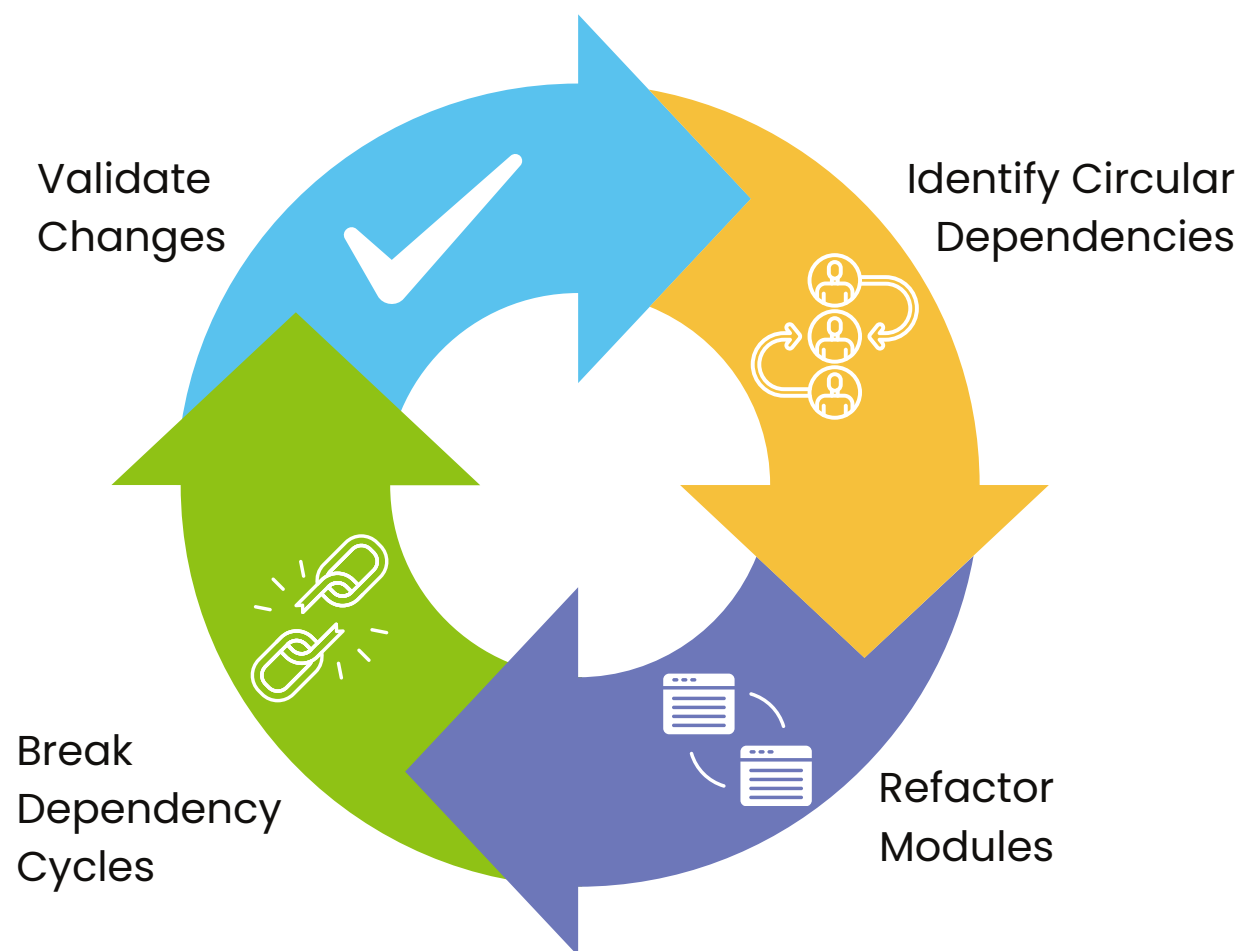 Validate
Changes
Identify Circular
Dependencies
Break
Dependency
Cycles
Refactor
Modules